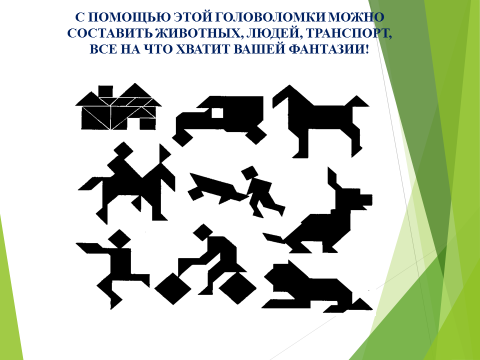 С ПОМОЩЬЮ ЭТОЙ ГОЛОВОЛОМКИ МОЖНО
СОСТАВИТЬ ЖИВОТНЫХ, ЛЮДЕЙ, ТРАНСПОРТ,
ВСЕ НА ЧТО ХВАТИТ ВАШЕЙ ФАНТАЗИИ!